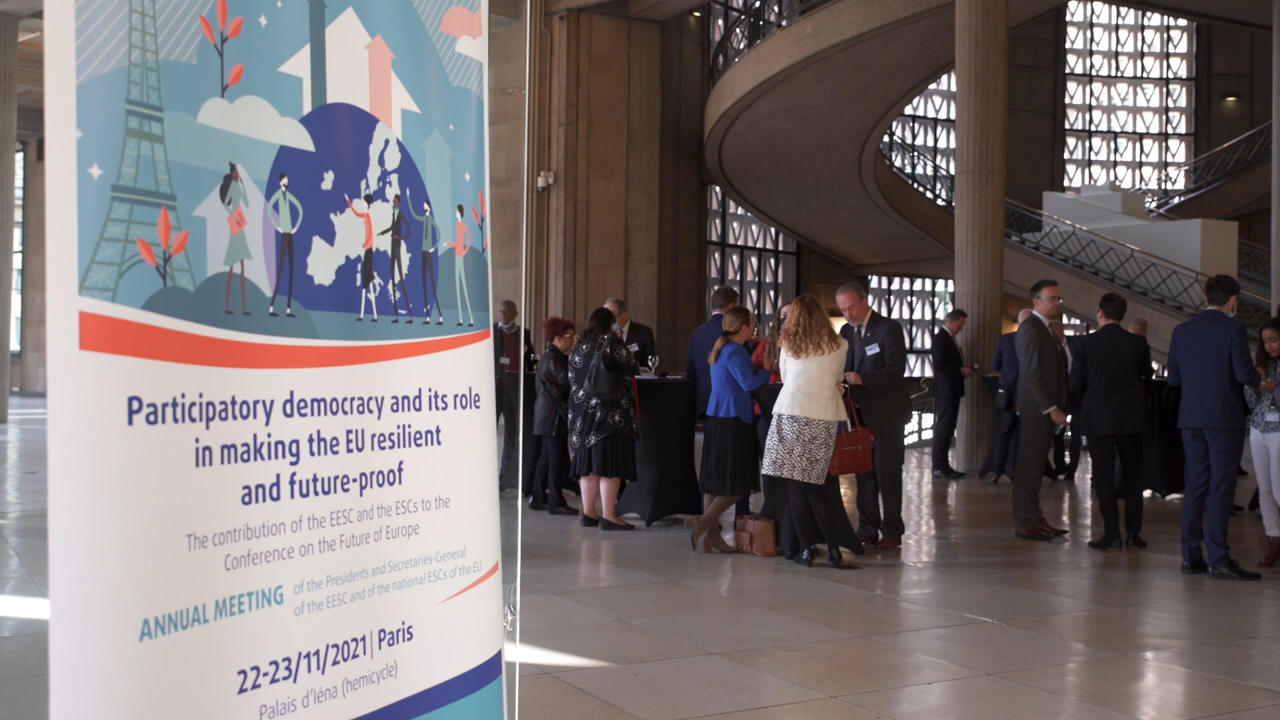 Participatory democracy and its role
in making the EU resilient
and future-proof
The contribution of the EESC and the ESCs to the
Conference on the Future of Europe
ANNUAL MEETING
of the Presidents and Secretaries-General
of the EESC and of the national ESCs of the EU
22-23/11/2021 | Paris
Palais d'Iéna (hemicycle)